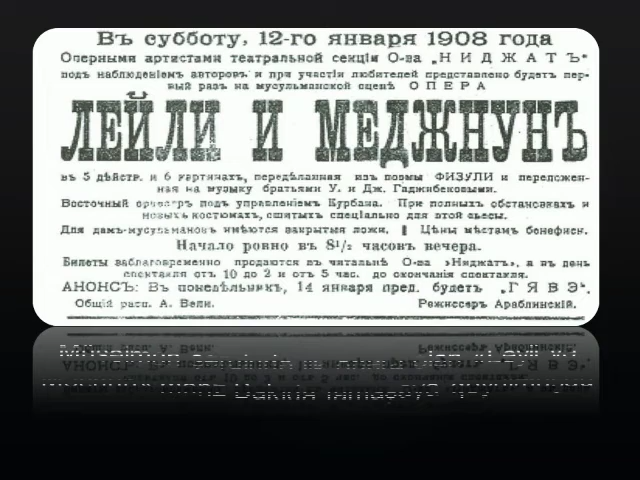 Въ субботу, 12-го января 1908 года
Оперными артистами театральной секціи О-ва „НИДЖАТЪ"
подъ наблюденіемъ авторовъ и при участіи любителей представлено будетъ пер-
вый разъ на мусульманской сценѣ ОПЕРА
ЛЕЙЛИ И МЕДЖНУНЪ
въ 5 дѣйств. и 6 картинахъ, передѣланная изъ поэмы ФИЗУЛИ и переложен-
ная на музыку братьями У. и Дж. Гаджибековыми.
Восточный оркестръ подъ управленіемъ Курбана. При полныхъ обстановкахъ и
новыхъ костюмахъ, сшитыхъ спеціально для этой пьесы.
Для дамъ-мусульманокъ имѣются закрытыя ложи. Цѣны мѣстамъ бенефисн.
Начало ровно въ 8½ часовъ вечера.
Билеты заблаговременно продаются въ читальнѣ О-ва »Ниджатъ», а въ день
спектакля отъ 10 до 2 и отъ 5 час. до окончанія спектакля.
АНОНСЪ: Въ понедѣльникъ, 14 января пред. будетъ „ГЯВЭ".
Общій расп. А. Вели. Режиссеръ Араблинскій.